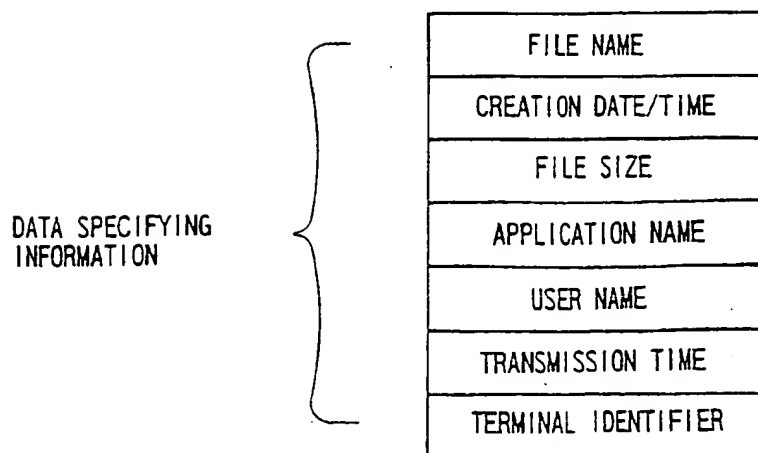 DATA SPECIFYING
INFORMATION
FILE NAME
CREATION DATE/TIME
FILE SIZE
APPLICATION NAME
USER NAME
TRANSMISSION TIME
TERMINAL IDENTIFIER